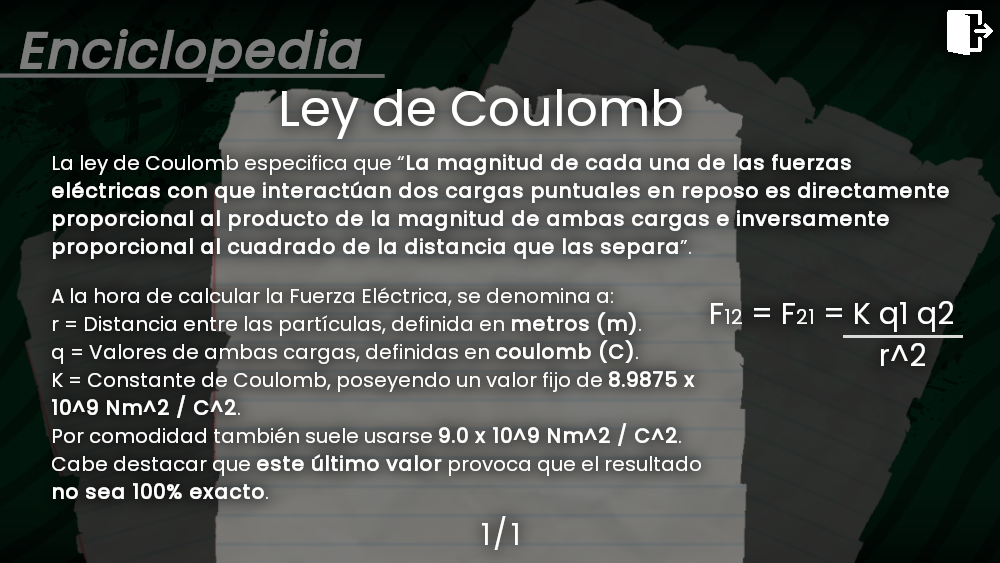 Enciclopedia
Ley de Coulomb
La ley de Coulomb especifica que “La magnitud de cada una de las fuerzas
eléctricas con que interactúan dos cargas puntuales en reposo es directamente
proporcional al producto de la magnitud de ambas cargas e inversamente
proporcional al cuadrado de la distancia que las separa”.
A la hora de calcular la Fuerza Eléctrica, se denomina a:
r = Distancia entre las partículas, definida en metros (m).
q = Valores de ambas cargas, definidas en coulomb (C).
K = Constante de Coulomb, poseyendo un valor fijo de 8.9875 x
10^9 Nm^2 / C^2.
Por comodidad también suele usarse 9.0 x 10^9 Nm^2 / C^2.
Cabe destacar que este último valor provoca que el resultado
no sea 100% exacto.
F12 = F21 = K q1 q2
r^2
1/1